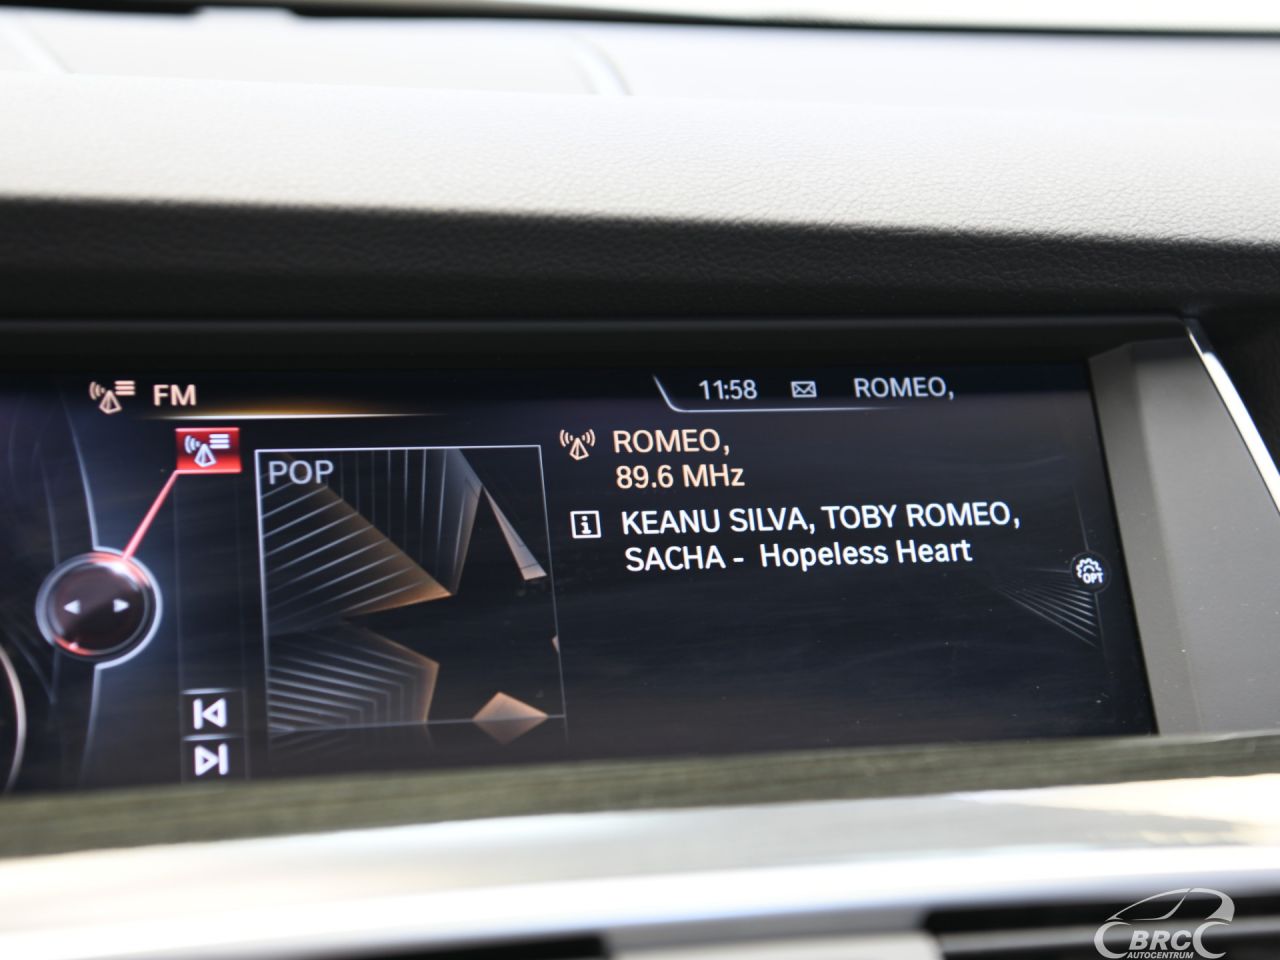 FM
11:58
ROMEO,
POP
ROMEO,
89.6 MHz
KEANU SILVA, TOBY ROMEO,
SACHA - Hopeless Heart
OPT
BRC
AUTOCENTRUM